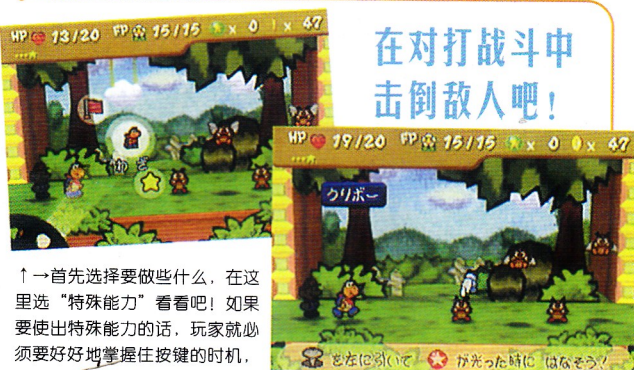 HP 13/20 FP 15/15 x 0 x 47
わざ
在对打战斗中
击倒敌人吧！
HP 19/20 FP 15/15 x 0 x 47
クリボー
を左に引いて が光った時に はなそう！
↑→首先选择要做些什么，在这
里选“特殊能力”看看吧！如果
要使出特殊能力的话，玩家就必
须要好好地掌握住按键的时机，